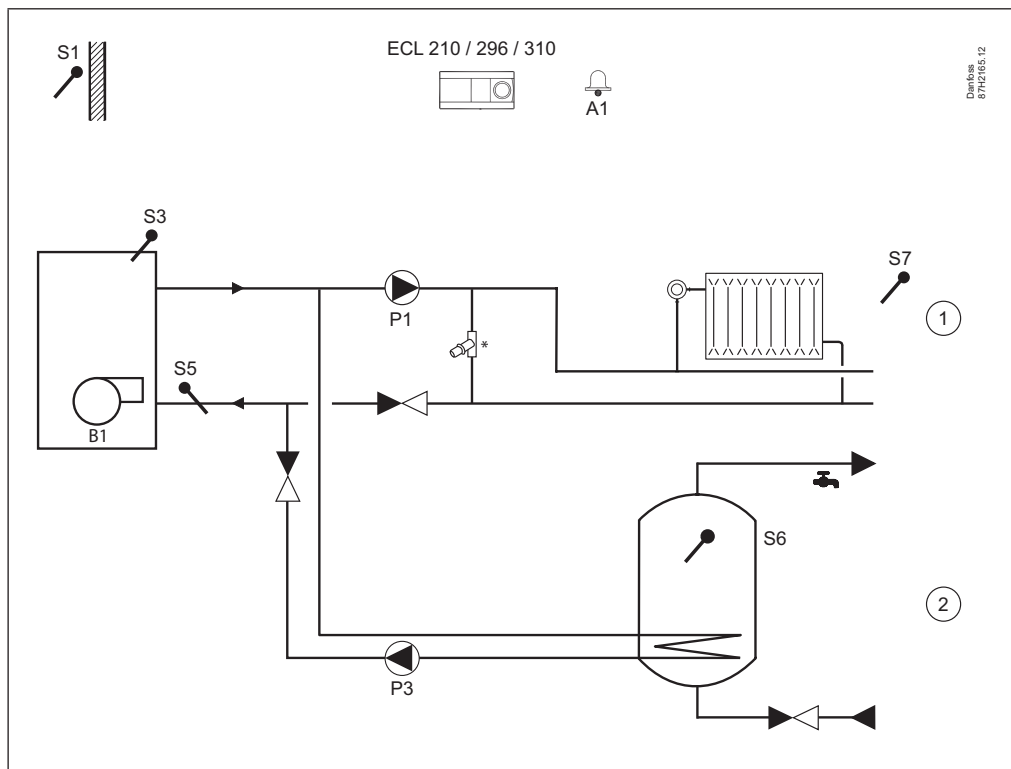 S1
ECL 210 / 296 / 310
A1
Danfoss
87H2165.12
S3
S7
P1
*
1
S5
B1
S6
2
P3